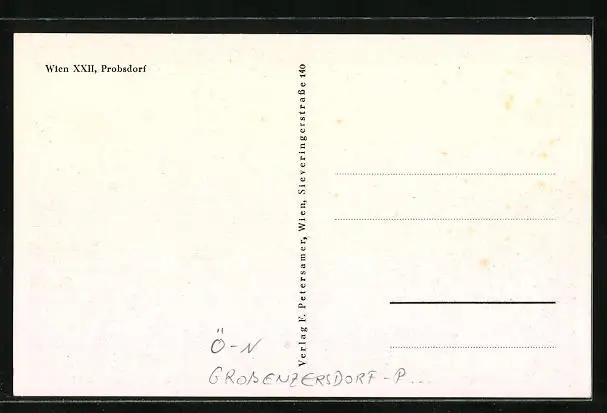 Wien XXII, Probsdorf
Verlag F. Petersamer, Wien, Sieveringerstraße 140
Ö-N
GROßENZERSDORF-P...